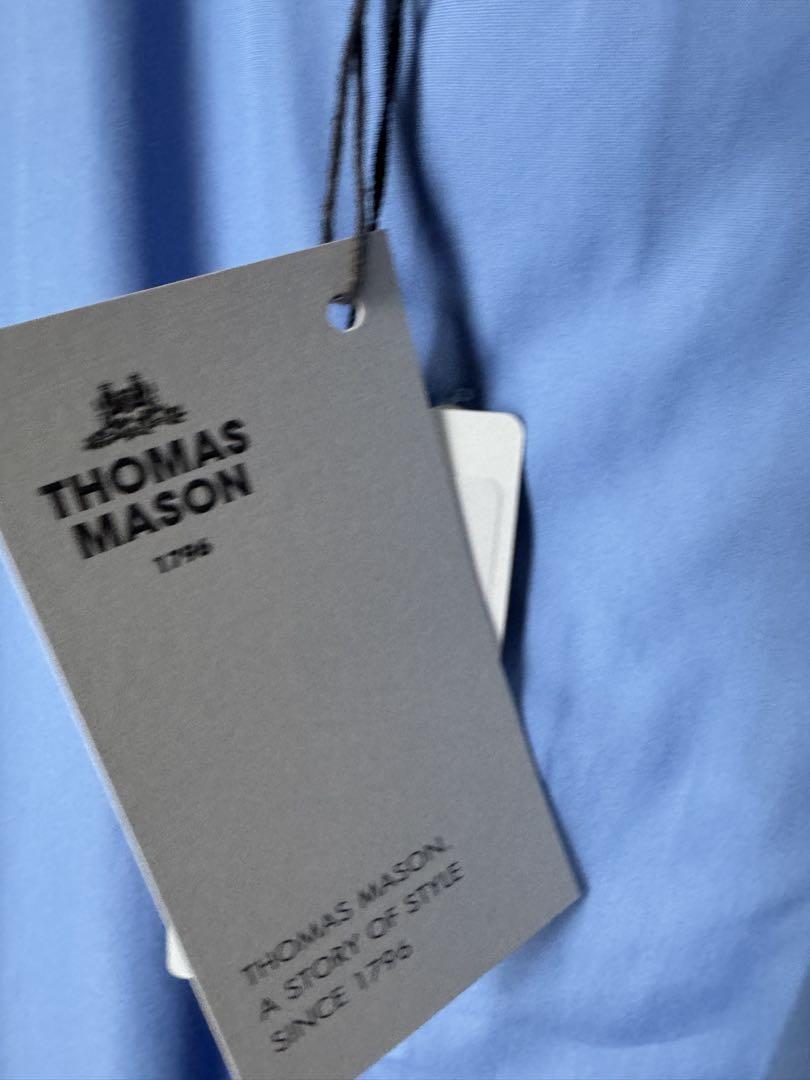 THOMAS
MASON
1796
THOMAS MASON.
A STORY OF STYLE
SINCE 1796